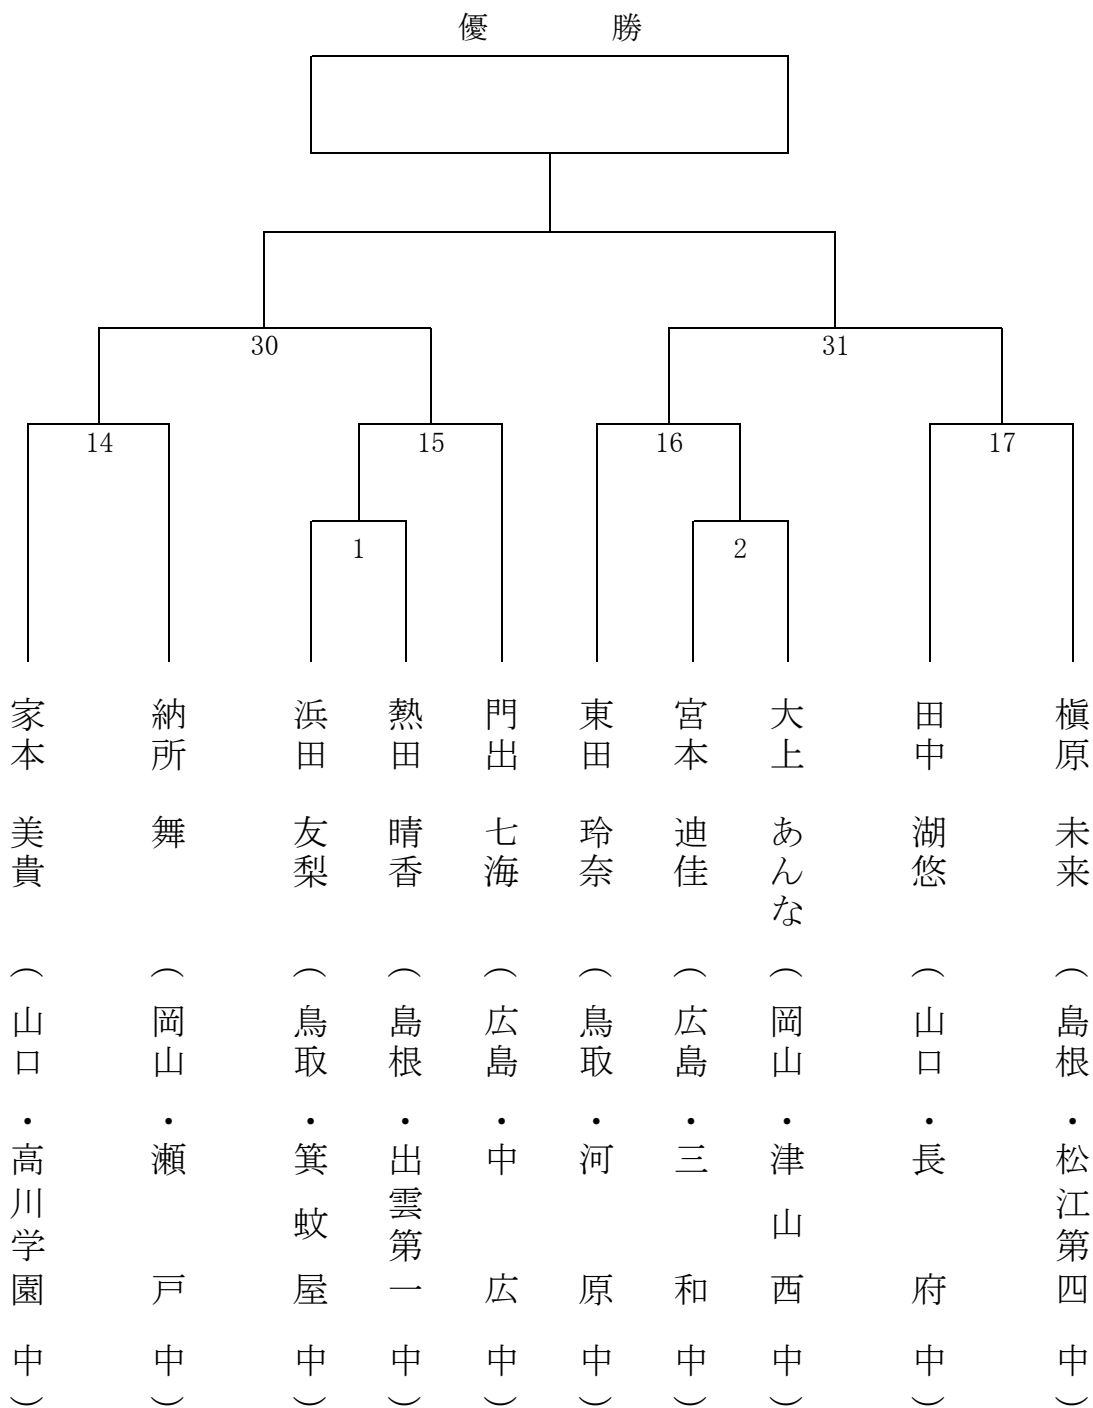 優　勝
30
31
14
15
16
17
1
2
家本　美貴　（山口・高川学園中）
納所　舞　（岡山・瀬戸中）
浜田　友梨　（鳥取・箕蚊屋中）
熱田　晴香　（島根・出雲第一中）
門出　七海　（広島・中広中）
東田　玲奈　（鳥取・河原中）
宮本　迪佳　（広島・三和中）
大上　あんな　（岡山・津山西中）
田中　湖悠　（山口・長府中）
槇原　未来　（島根・松江第四中）